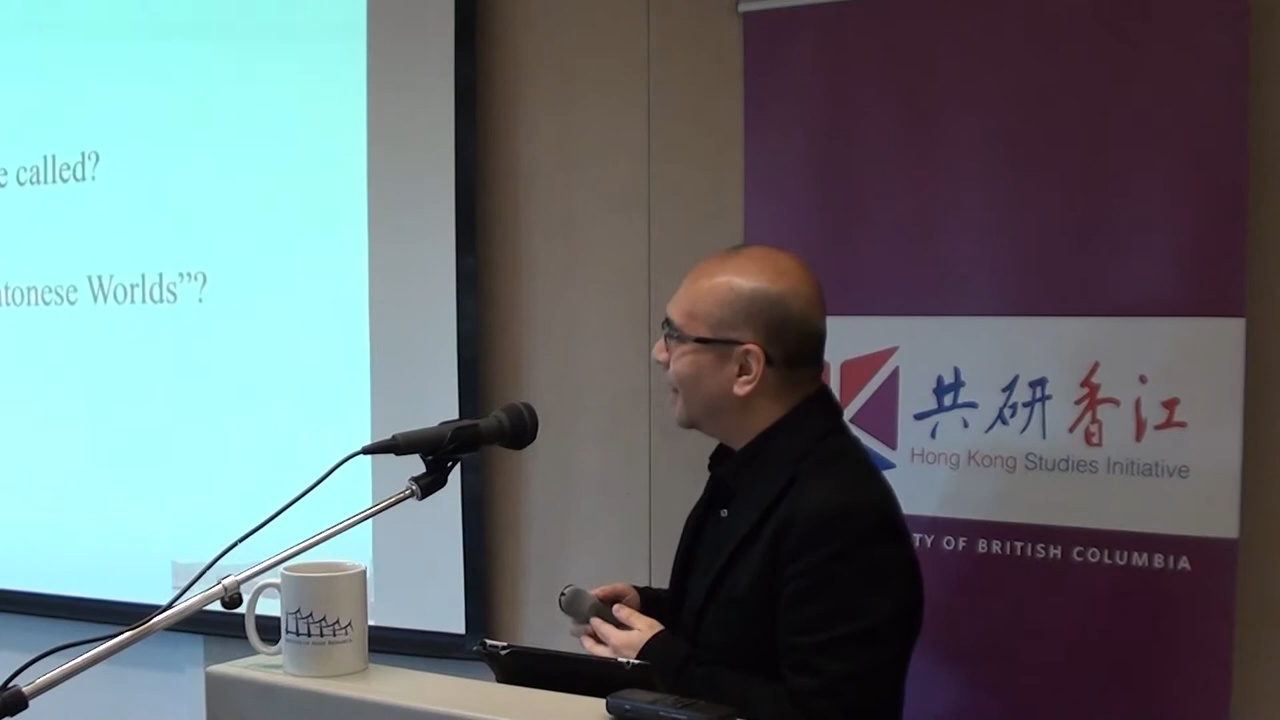 e called?
tonese Worlds”?
共研香江
Hong Kong Studies Initiative
TY OF BRITISH COLUMBIA